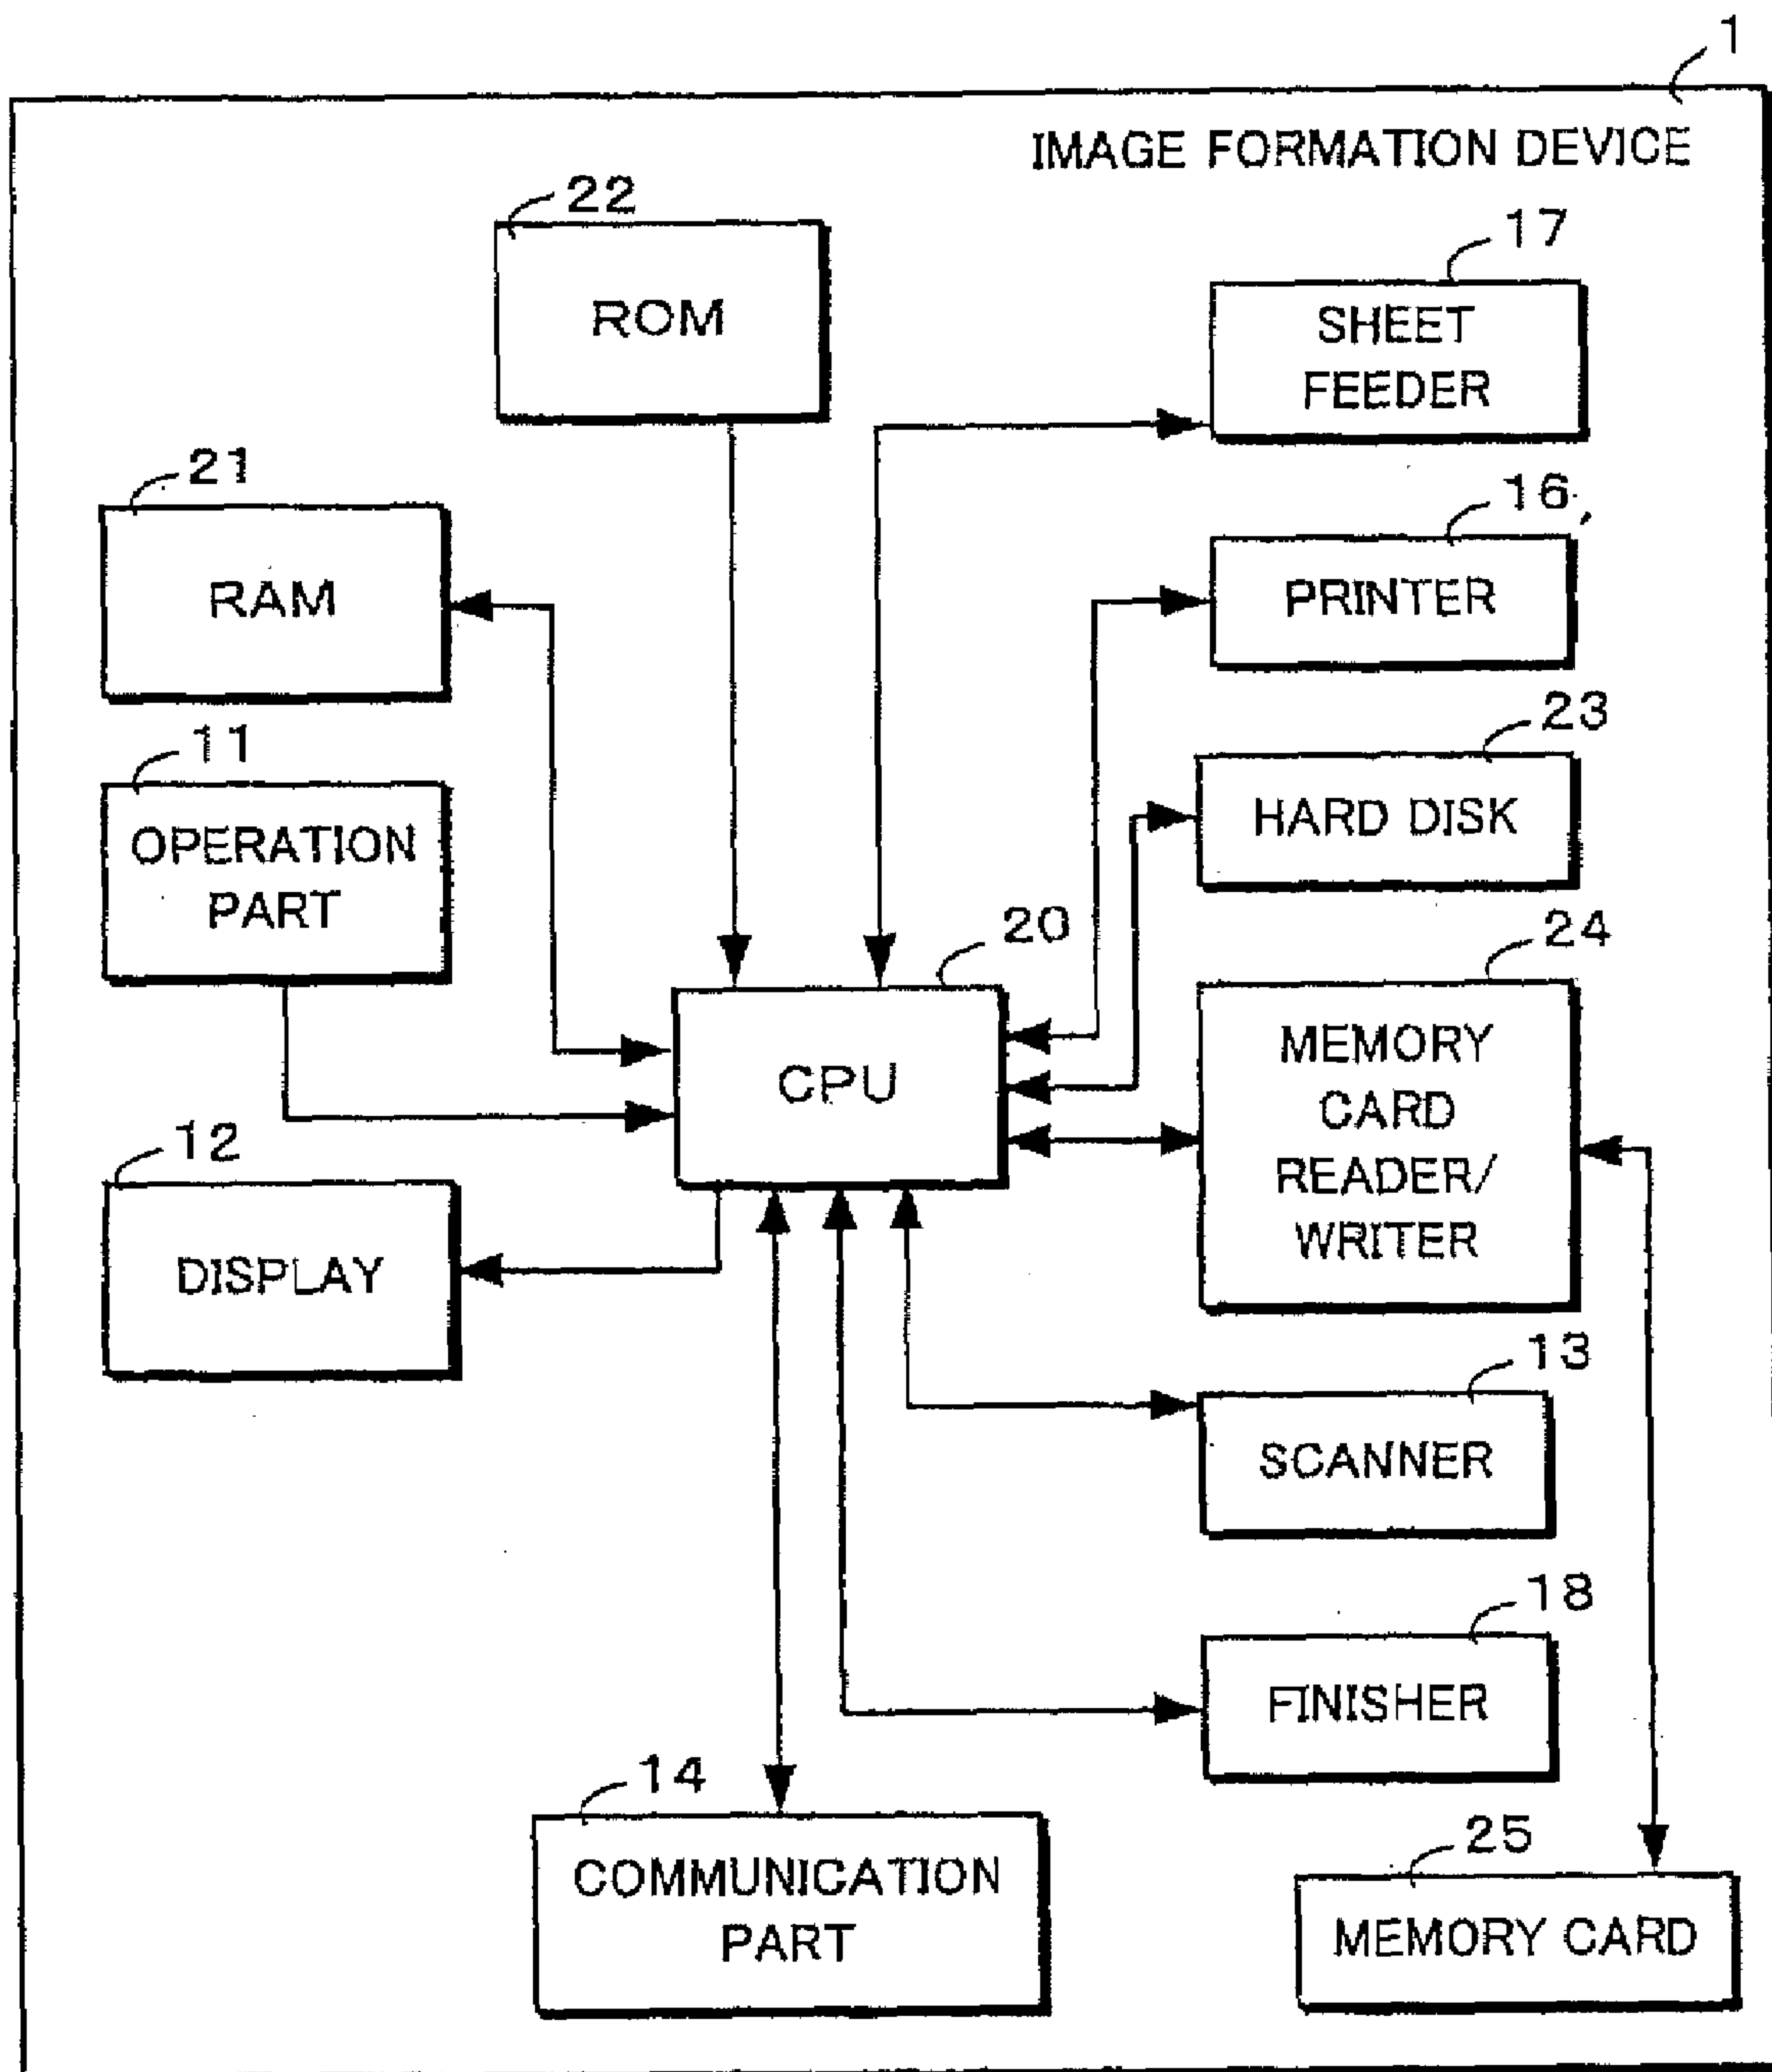 1
IMAGE FORMATION DEVICE
22
ROM
17
SHEET
FEEDER
21
RAM
16
PRINTER
11
OPERATION
PART
23
HARD DISK
20
CPU
24
MEMORY
CARD
READER/
WRITER
12
DISPLAY
13
SCANNER
18
FINISHER
14
COMMUNICATION
PART
25
MEMORY CARD